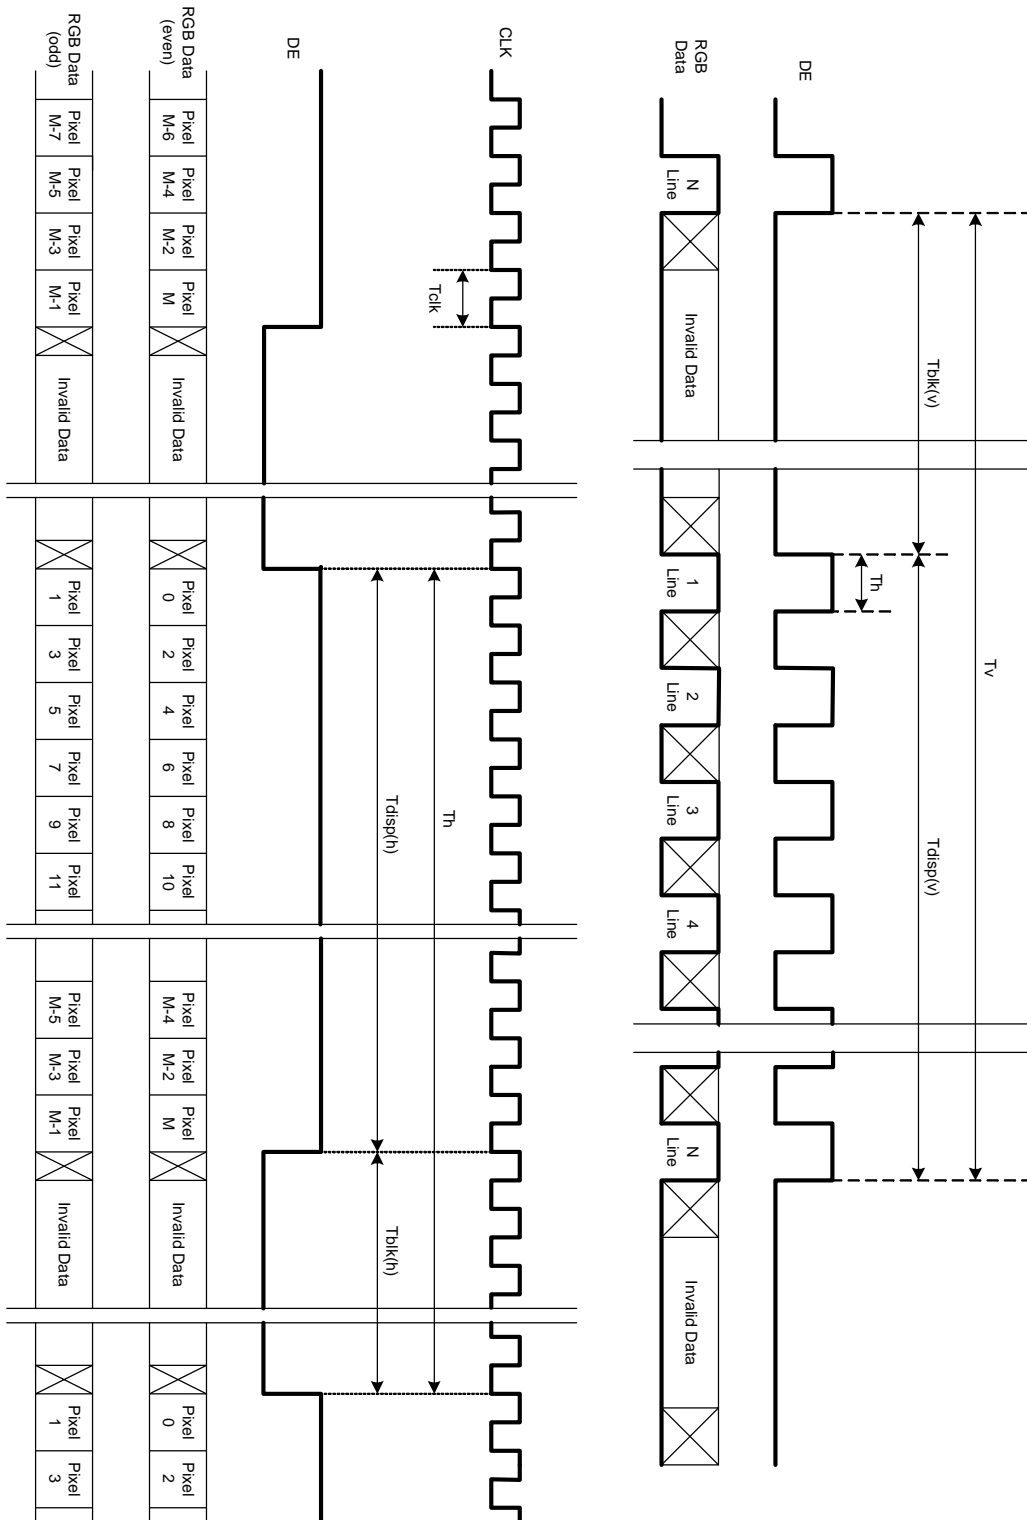 Tv
Tblk(v)
Tdisp(v)
Th
DE
RGB
Data
N
Line
Invalid Data
1
Line
2
Line
3
Line
4
Line
N
Line
Invalid Data
CLK
Tclk
Th
Tdisp(h)
Tblk(h)
DE
RGB Data
(even)
Pixel
M-6
Pixel
M-4
Pixel
M-2
Pixel
M
Invalid Data
Pixel
0
Pixel
2
Pixel
4
Pixel
6
Pixel
8
Pixel
10
Pixel
M-4
Pixel
M-2
Pixel
M
Invalid Data
Pixel
0
Pixel
2
RGB Data
(odd)
Pixel
M-7
Pixel
M-5
Pixel
M-3
Pixel
M-1
Invalid Data
Pixel
1
Pixel
3
Pixel
5
Pixel
7
Pixel
9
Pixel
11
Pixel
M-5
Pixel
M-3
Pixel
M-1
Invalid Data
Pixel
1
Pixel
3